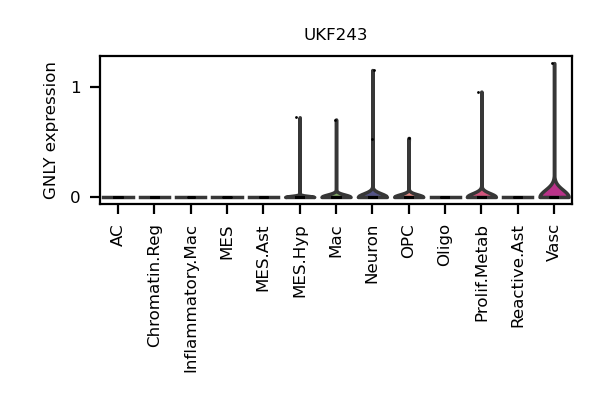 UKF243
GNLY expression
1
0
AC
Chromatin.Reg
Inflammatory.Mac
MES
MES.Ast
MES.Hyp
Mac
Neuron
OPC
Oligo
Prolif.Metab
Reactive.Ast
Vasc